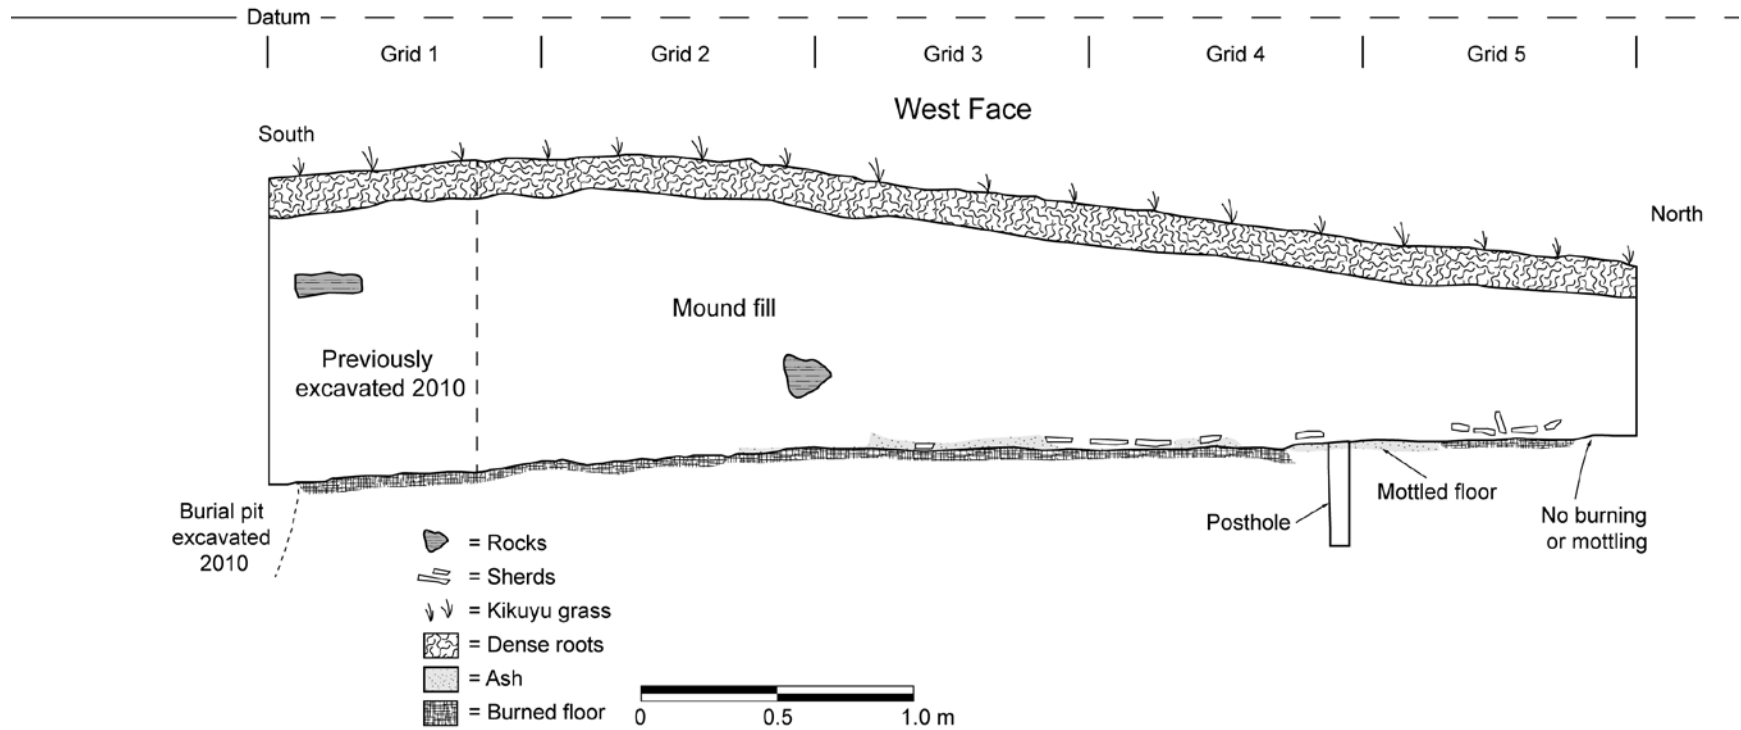 Datum
Grid 1 Grid 2 Grid 3 Grid 4 Grid 5
West Face
South
North
Mound fill
Previously
excavated 2010
Burial pit
excavated
2010
Posthole
Mottled floor
No burning
or mottling
= Rocks
= Sherds
= Kikuyu grass
= Dense roots
= Ash
= Burned floor
0 0.5 1.0 m